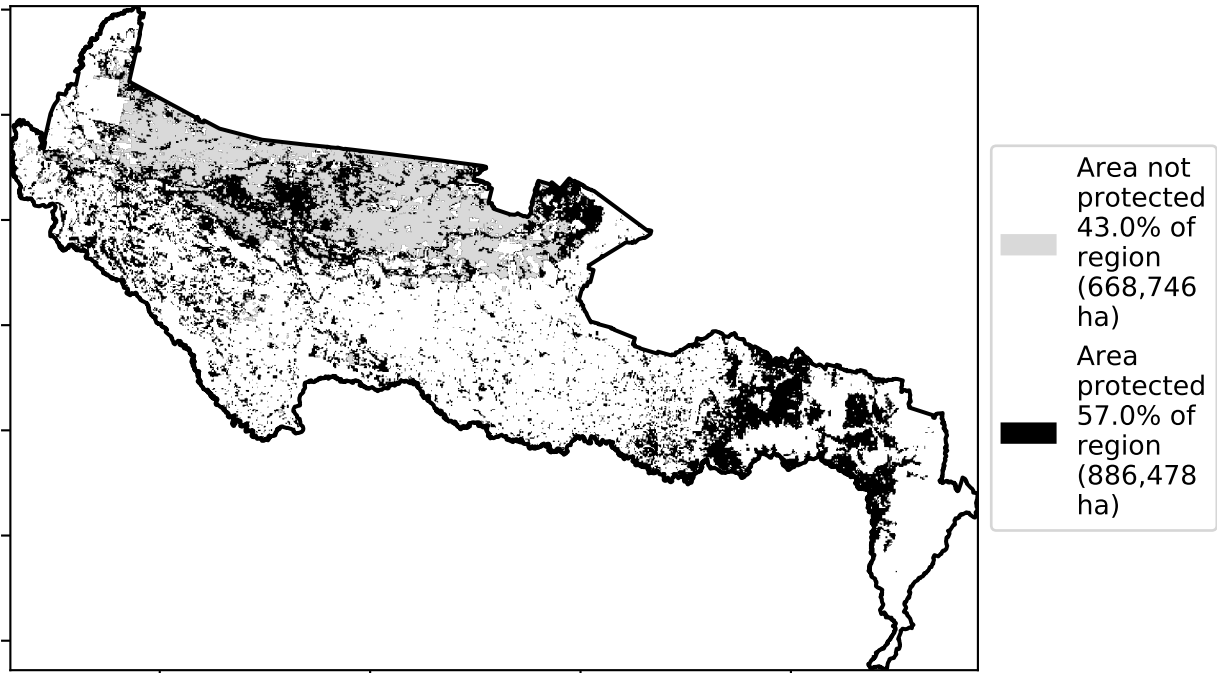 Area not
protected
43.0% of
region
(668,746
ha)
Area
protected
57.0% of
region
(886,478
ha)